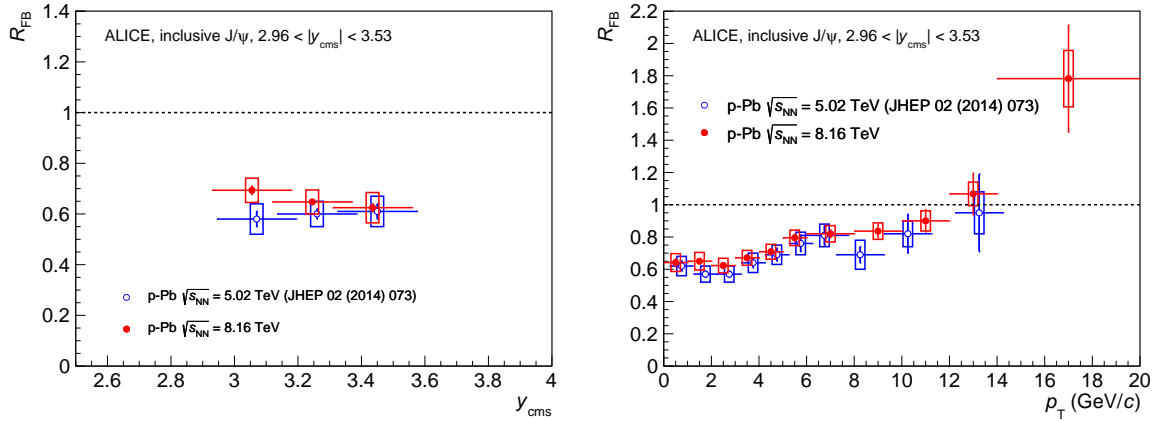 R_FB
1.4
1.2
1
0.8
0.6
0.4
0.2
0
ALICE, inclusive J/ψ, 2.96 < |y_cms| < 3.53
p-Pb √s_NN = 5.02 TeV (JHEP 02 (2014) 073)
p-Pb √s_NN = 8.16 TeV
2.6 2.8 3 3.2 3.4 3.6 3.8 4
y_cms
R_FB
2.2
2
1.8
1.6
1.4
1.2
1
0.8
0.6
0.4
0.2
0
ALICE, inclusive J/ψ, 2.96 < |y_cms| < 3.53
p-Pb √s_NN = 5.02 TeV (JHEP 02 (2014) 073)
p-Pb √s_NN = 8.16 TeV
0 2 4 6 8 10 12 14 16 18 20
p_T (GeV/c)